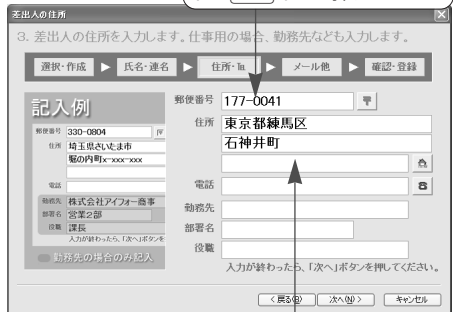 差出人の住所
3. 差出人の住所を入力します。仕事用の場合、勤務先なども入力します。
選択・作成 ▶ 氏名・連名 ▶ 住所・℡ ▶ メール他 ▶ 確認・登録
記入例
郵便番号 330-0804
住所 埼玉県さいたま市
堀の内町x-xxx-xxx
電話
勤務先 株式会社アイフォー商事
部署名 営業2部
役職 課長
入力が終わったら、「次へ」ボタンを
勤務先の場合のみ記入
郵便番号 177-0041 〒
住所 東京都練馬区
石神井町
電話
勤務先
部署名
役職
入力が終わったら、「次へ」ボタンを押してください。
< 戻る(B) 次へ(N) > キャンセル